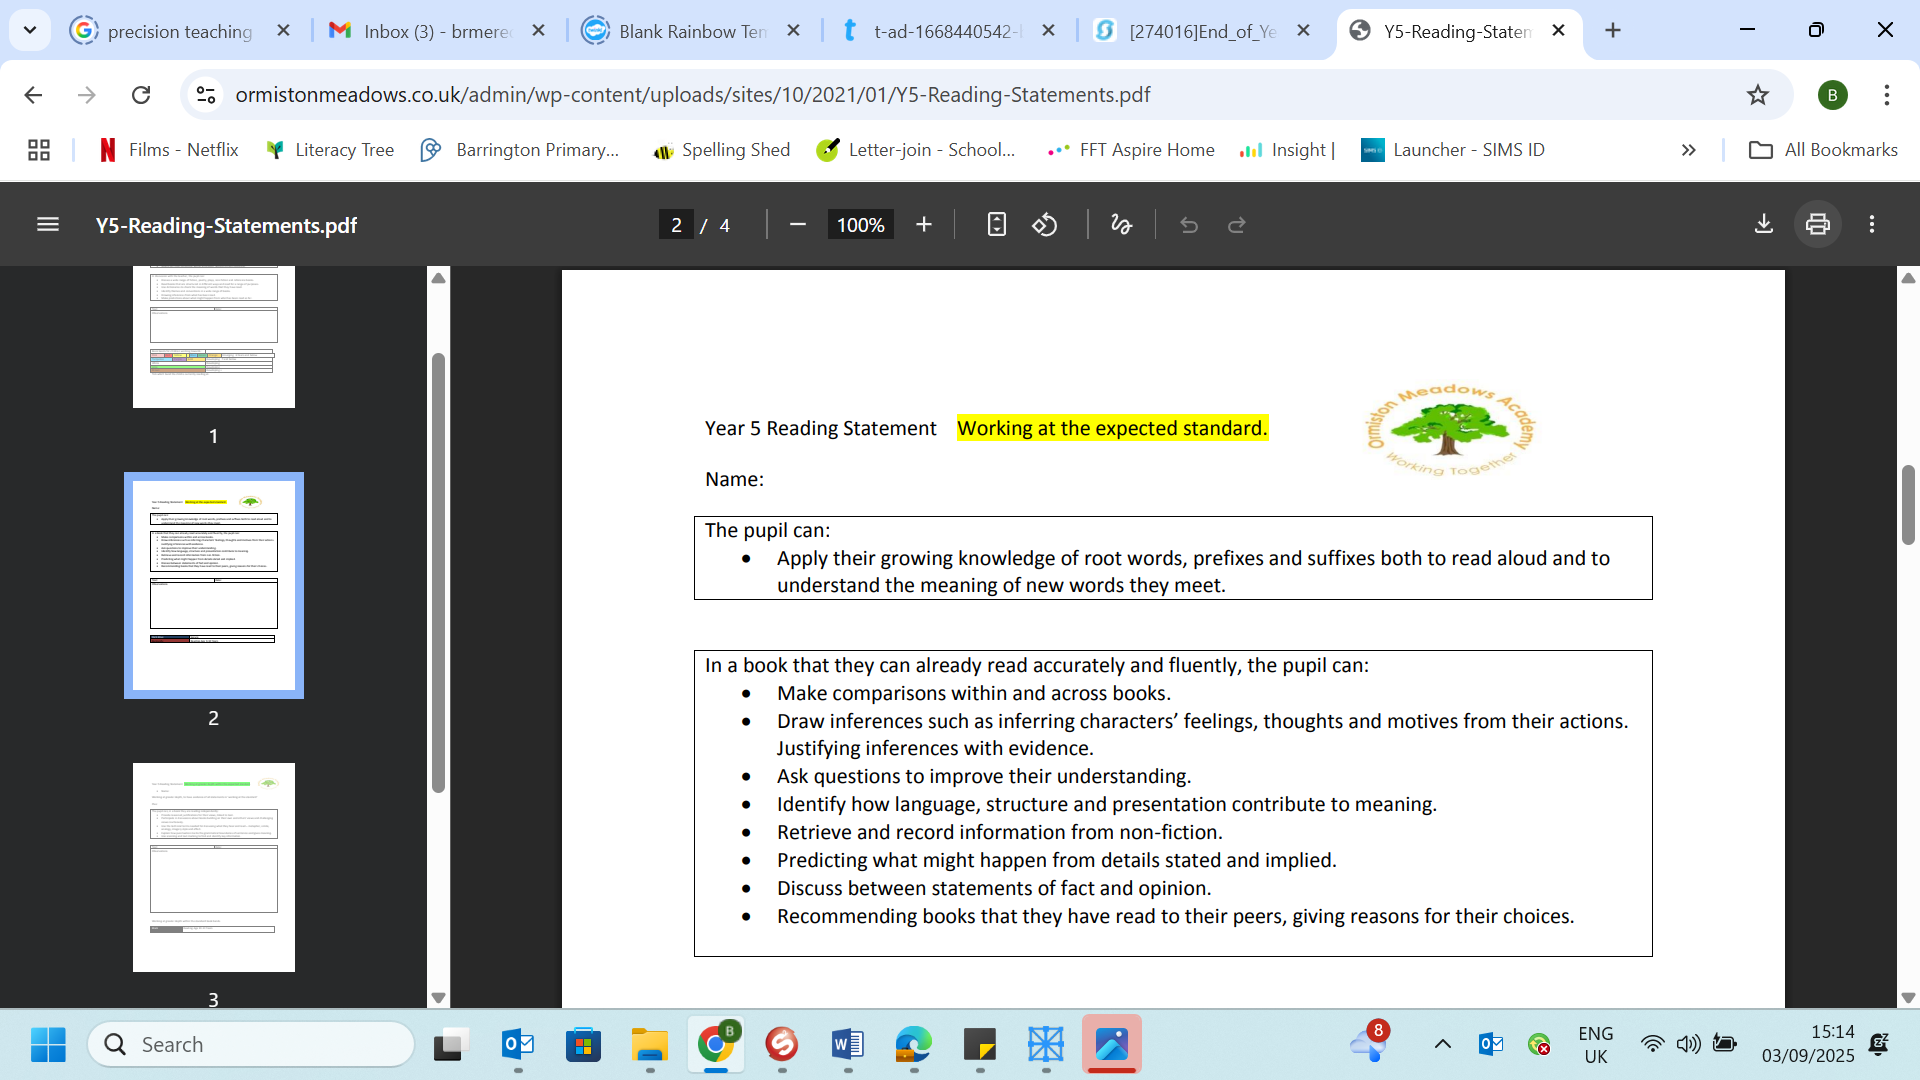 precision teaching
Inbox (3) - brmere
Blank Rainbow Ten
t-ad-1668440542-
[274016]End_of_Ye
Y5-Reading-Statem
ormistonmeadows.co.uk/admin/wp-content/uploads/sites/10/2021/01/Y5-Reading-Statements.pdf
B
Films - Netflix
Literacy Tree
Barrington Primary...
Spelling Shed
Letter-join - School...
FFT Aspire Home
Insight |
Launcher - SIMS ID
All Bookmarks
Y5-Reading-Statements.pdf
2 / 4
100%
1
2
3
Ormiston Meadows Academy
Working Together
Year 5 Reading Statement Working at the expected standard.
Name:
The pupil can:
• Apply their growing knowledge of root words, prefixes and suffixes both to read aloud and to
understand the meaning of new words they meet.
In a book that they can already read accurately and fluently, the pupil can:
• Make comparisons within and across books.
• Draw inferences such as inferring characters’ feelings, thoughts and motives from their actions.
Justifying inferences with evidence.
• Ask questions to improve their understanding.
• Identify how language, structure and presentation contribute to meaning.
• Retrieve and record information from non-fiction.
• Predicting what might happen from details stated and implied.
• Discuss between statements of fact and opinion.
• Recommending books that they have read to their peers, giving reasons for their choices.
Search
B
8
ENG
UK
15:14
03/09/2025